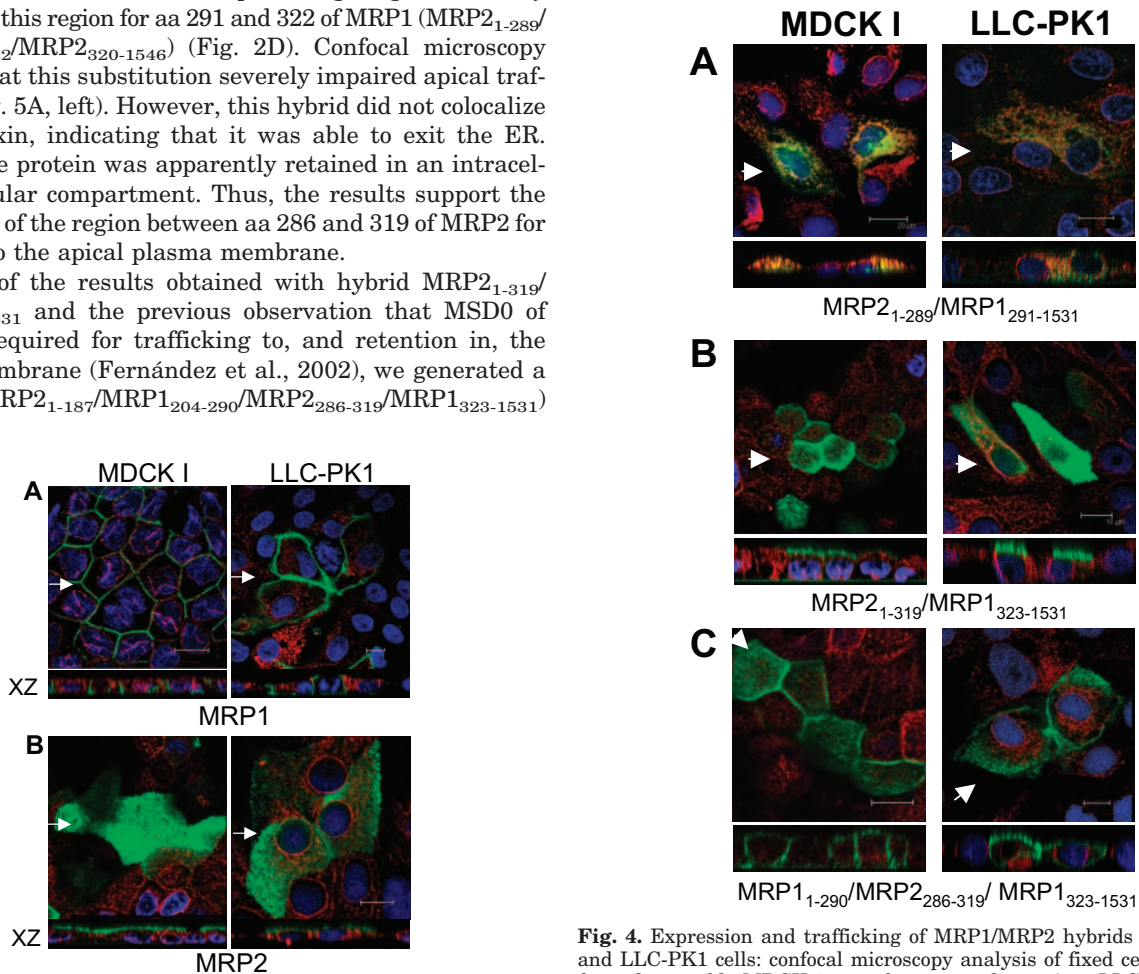 this region for aa 291 and 322 of MRP1 (MRP2₁₋₂₈₉/
/MRP2₃₂₀₋₁₅₄₆) (Fig. 2D). Confocal microscopy
at this substitution severely impaired apical traf-
. 5A, left). However, this hybrid did not colocalize
xin, indicating that it was able to exit the ER.
e protein was apparently retained in an intracel-
ular compartment. Thus, the results support the
of the region between aa 286 and 319 of MRP2 for
o the apical plasma membrane.
of the results obtained with hybrid MRP2₁₋₃₁₉/
₃₁ and the previous observation that MSD0 of
equired for trafficking to, and retention in, the
mbrane (Fernández et al., 2002), we generated a
RP2₁₋₁₈₇/MRP1₂₀₄₋₂₉₀/MRP2₂₈₆₋₃₁₉/MRP1₃₂₃₋₁₅₃₁)
MDCK I LLC-PK1
A
XZ
MRP1
B
XZ
MRP2
MDCK I LLC-PK1
A
20 µm
MRP2₁₋₂₈₉/MRP1₂₉₁₋₁₅₃₁
B
10 µm
MRP2₁₋₃₁₉/MRP1₃₂₃₋₁₅₃₁
C
MRP1₁₋₂₉₀/MRP2₂₈₆₋₃₁₉/ MRP1₃₂₃₋₁₅₃₁
Fig. 4. Expression and trafficking of MRP1/MRP2 hybrids
and LLC-PK1 cells: confocal microscopy analysis of fixed ce